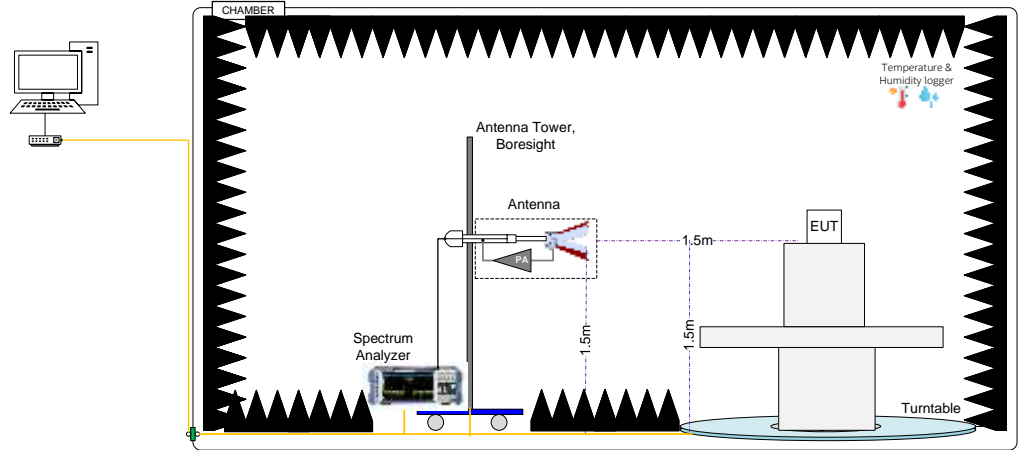 CHAMBER
Temperature &
Humidity logger
Antenna Tower,
Boresight
Antenna
EUT
1.5m
PA
1.5m
1.5m
Spectrum
Analyzer
Turntable